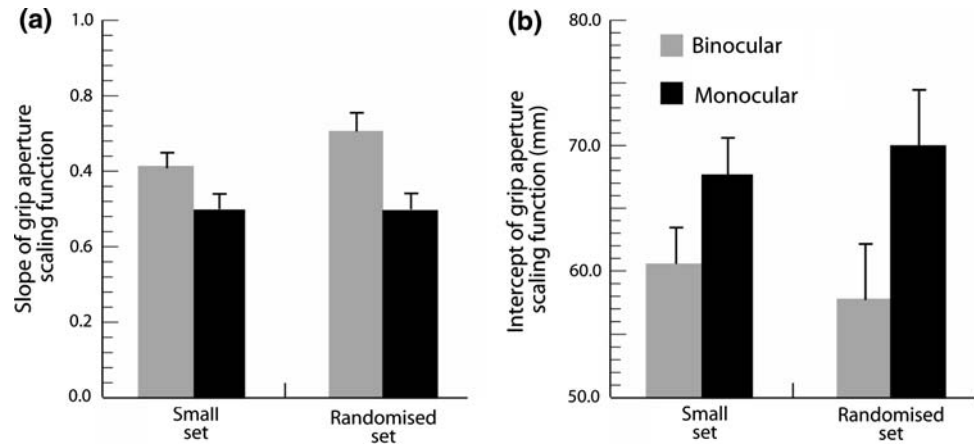 (a)
Slope of grip aperture
scaling function
1.0
0.8
0.4
0.6
0.2
0.0
Small
set
Randomised
set
(b)
Intercept of grip aperture
scaling function (mm)
80.0
70.0
60.0
50.0
Binocular
Monocular
Small
set
Randomised
set